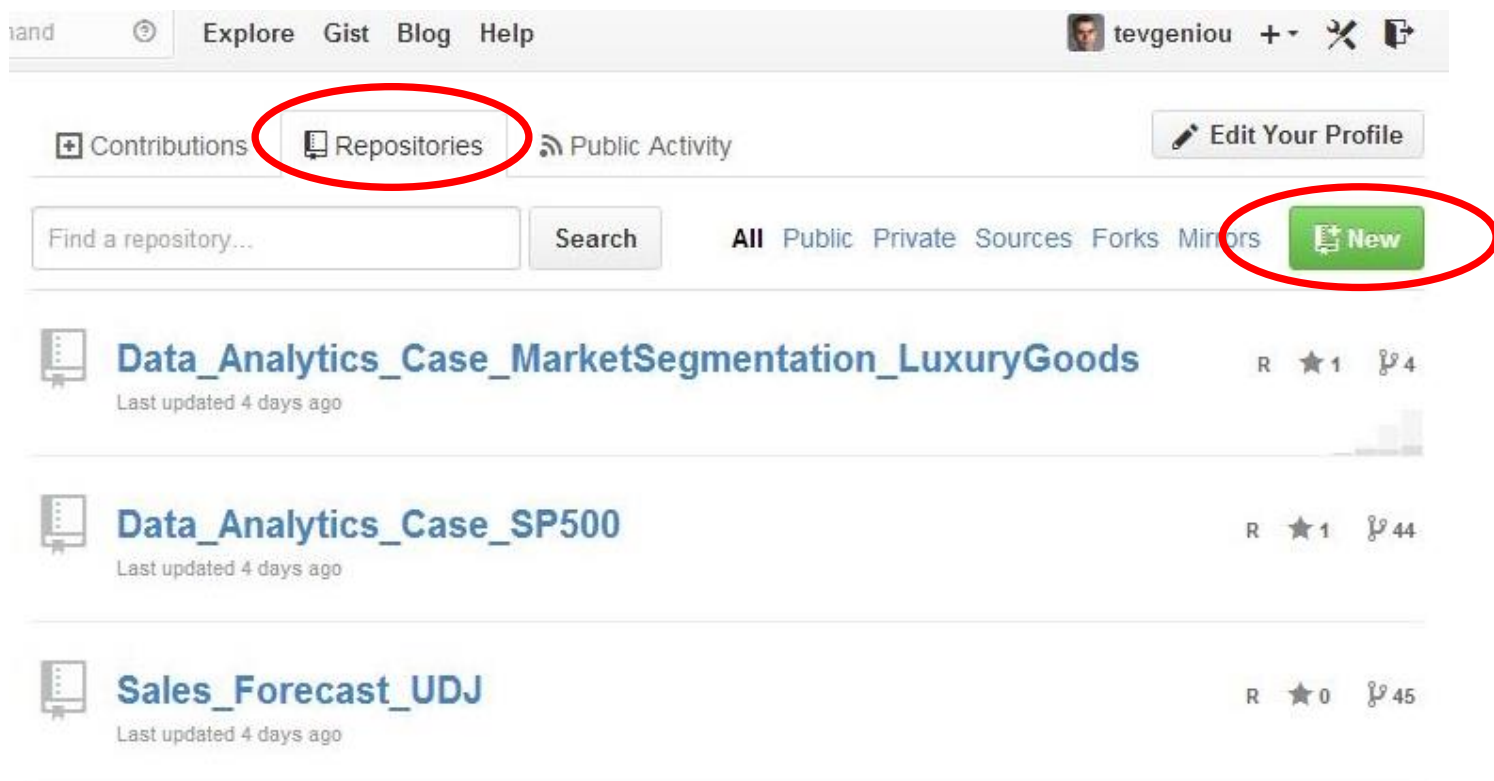 Explore Gist Blog Help tevgeniou
Contributions Repositories Public Activity Edit Your Profile
Find a repository... Search All Public Private Sources Forks Mirrors New
Data_Analytics_Case_MarketSegmentation_LuxuryGoods R 1 4
Last updated 4 days ago
Data_Analytics_Case_SP500 R 1 44
Last updated 4 days ago
Sales_Forecast_UDJ R 0 45
Last updated 4 days ago